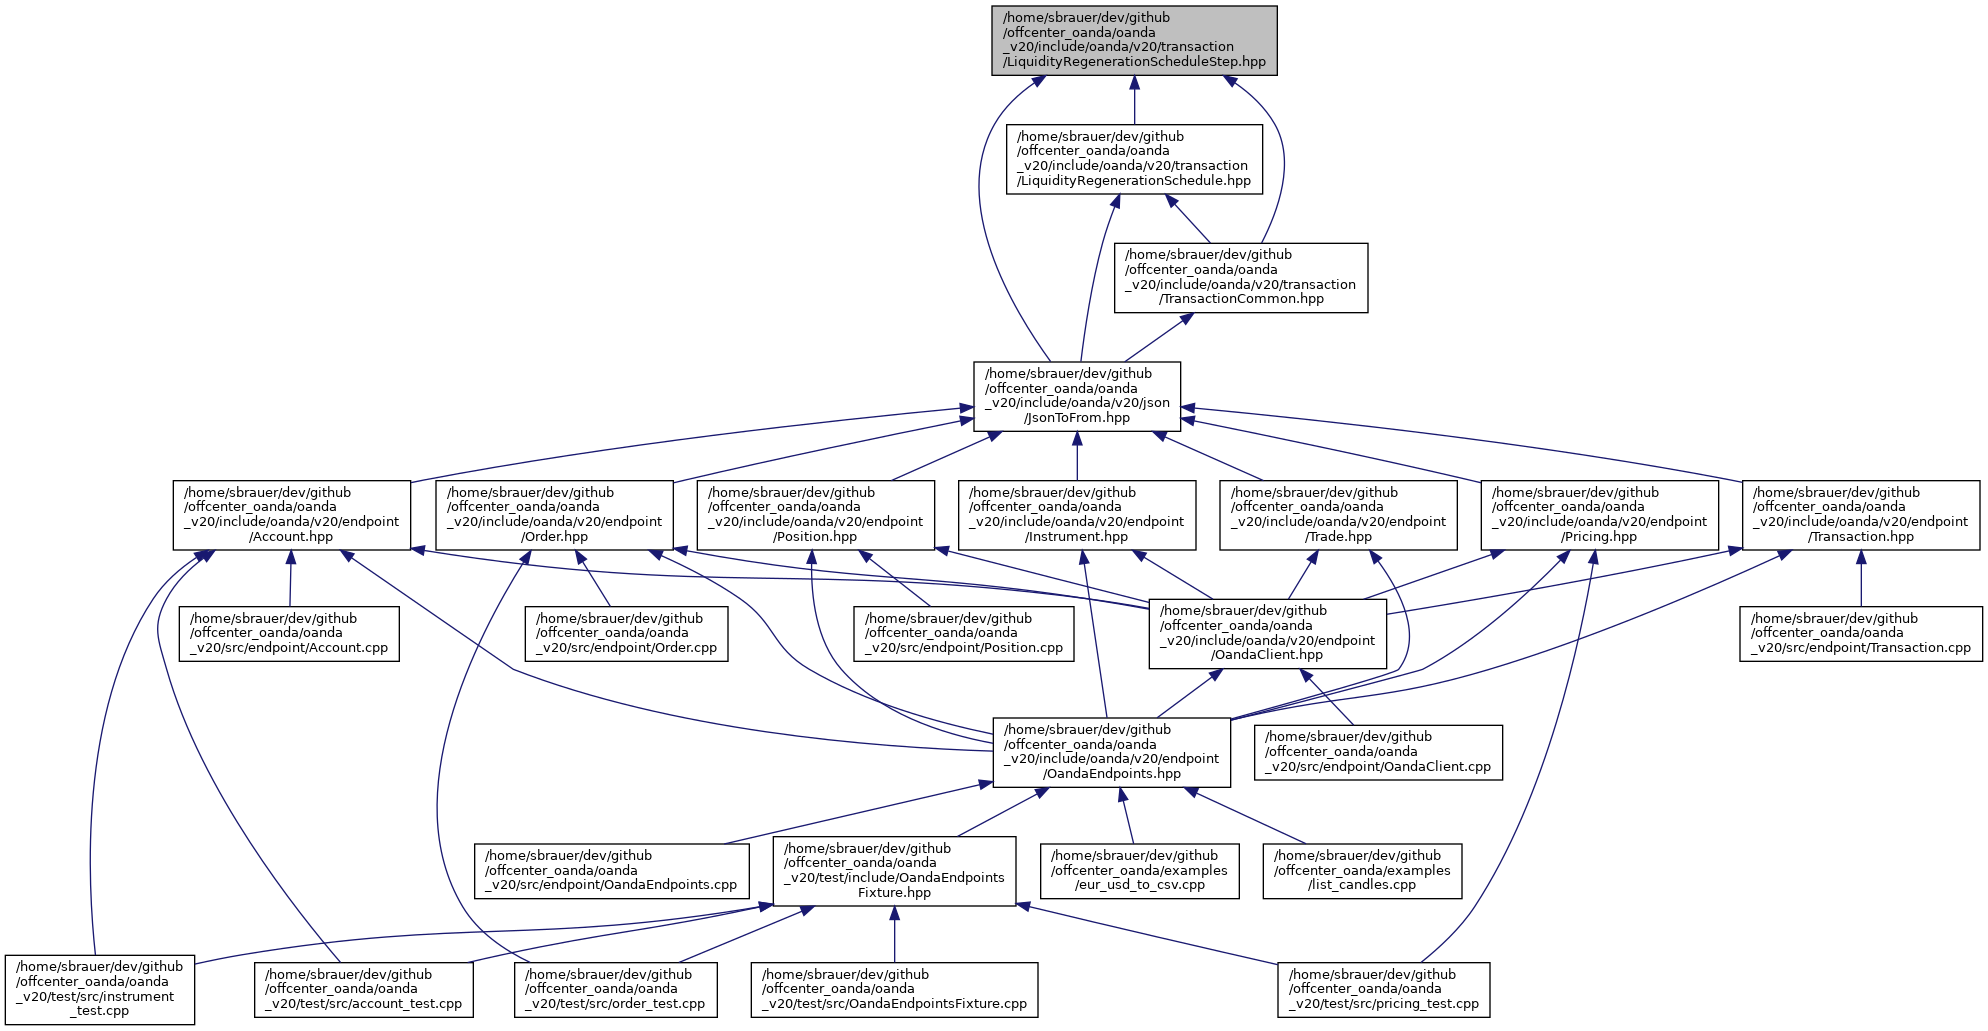 /home/sbrauer/dev/github
/offcenter_oanda/oanda
_v20/include/oanda/v20/transaction
/LiquidityRegenerationScheduleStep.hpp
/home/sbrauer/dev/github
/offcenter_oanda/oanda
_v20/include/oanda/v20/transaction
/LiquidityRegenerationSchedule.hpp
/home/sbrauer/dev/github
/offcenter_oanda/oanda
_v20/include/oanda/v20/transaction
/TransactionCommon.hpp
/home/sbrauer/dev/github
/offcenter_oanda/oanda
_v20/include/oanda/v20/json
/JsonToFrom.hpp
/home/sbrauer/dev/github
/offcenter_oanda/oanda
_v20/include/oanda/v20/endpoint
/Account.hpp
/home/sbrauer/dev/github
/offcenter_oanda/oanda
_v20/include/oanda/v20/endpoint
/Order.hpp
/home/sbrauer/dev/github
/offcenter_oanda/oanda
_v20/include/oanda/v20/endpoint
/Position.hpp
/home/sbrauer/dev/github
/offcenter_oanda/oanda
_v20/include/oanda/v20/endpoint
/Instrument.hpp
/home/sbrauer/dev/github
/offcenter_oanda/oanda
_v20/include/oanda/v20/endpoint
/Trade.hpp
/home/sbrauer/dev/github
/offcenter_oanda/oanda
_v20/include/oanda/v20/endpoint
/Pricing.hpp
/home/sbrauer/dev/github
/offcenter_oanda/oanda
_v20/include/oanda/v20/endpoint
/Transaction.hpp
/home/sbrauer/dev/github
/offcenter_oanda/oanda
_v20/src/endpoint/Account.cpp
/home/sbrauer/dev/github
/offcenter_oanda/oanda
_v20/src/endpoint/Order.cpp
/home/sbrauer/dev/github
/offcenter_oanda/oanda
_v20/src/endpoint/Position.cpp
/home/sbrauer/dev/github
/offcenter_oanda/oanda
_v20/include/oanda/v20/endpoint
/OandaClient.hpp
/home/sbrauer/dev/github
/offcenter_oanda/oanda
_v20/src/endpoint/Transaction.cpp
/home/sbrauer/dev/github
/offcenter_oanda/oanda
_v20/include/oanda/v20/endpoint
/OandaEndpoints.hpp
/home/sbrauer/dev/github
/offcenter_oanda/oanda
_v20/src/endpoint/OandaClient.cpp
/home/sbrauer/dev/github
/offcenter_oanda/oanda
_v20/src/endpoint/OandaEndpoints.cpp
/home/sbrauer/dev/github
/offcenter_oanda/oanda
_v20/test/include/OandaEndpoints
Fixture.hpp
/home/sbrauer/dev/github
/offcenter_oanda/examples
/eur_usd_to_csv.cpp
/home/sbrauer/dev/github
/offcenter_oanda/examples
/list_candles.cpp
/home/sbrauer/dev/github
/offcenter_oanda/oanda
_v20/test/src/instrument
_test.cpp
/home/sbrauer/dev/github
/offcenter_oanda/oanda
_v20/test/src/account_test.cpp
/home/sbrauer/dev/github
/offcenter_oanda/oanda
_v20/test/src/order_test.cpp
/home/sbrauer/dev/github
/offcenter_oanda/oanda
_v20/test/src/OandaEndpointsFixture.cpp
/home/sbrauer/dev/github
/offcenter_oanda/oanda
_v20/test/src/pricing_test.cpp